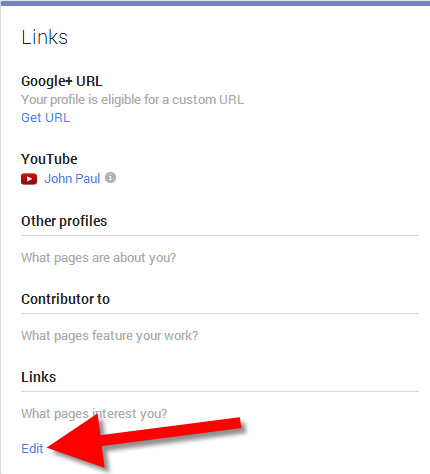 Links
Google+ URL
Your profile is eligible for a custom URL
Get URL
YouTube
John Paul
Other profiles
What pages are about you?
Contributor to
What pages feature your work?
Links
What pages interest you?
Edit